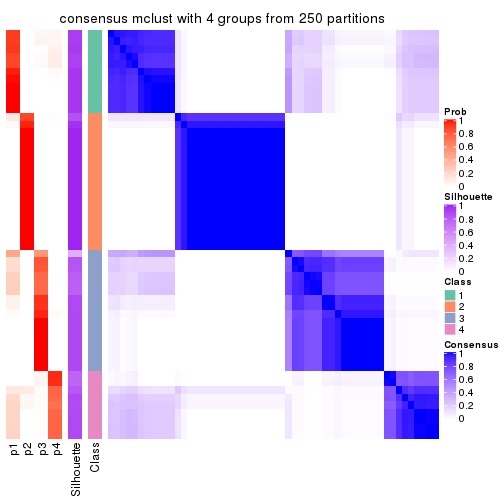 consensus mclust with 4 groups from 250 partitions
Prob
1
0.8
0.6
0.4
0.2
0
Silhouette
1
0.8
0.6
0.4
0.2
0
Class
1
2
3
4
Consensus
1
0.8
0.6
0.4
0.2
0
p1
p2
p3
p4
Silhouette
Class